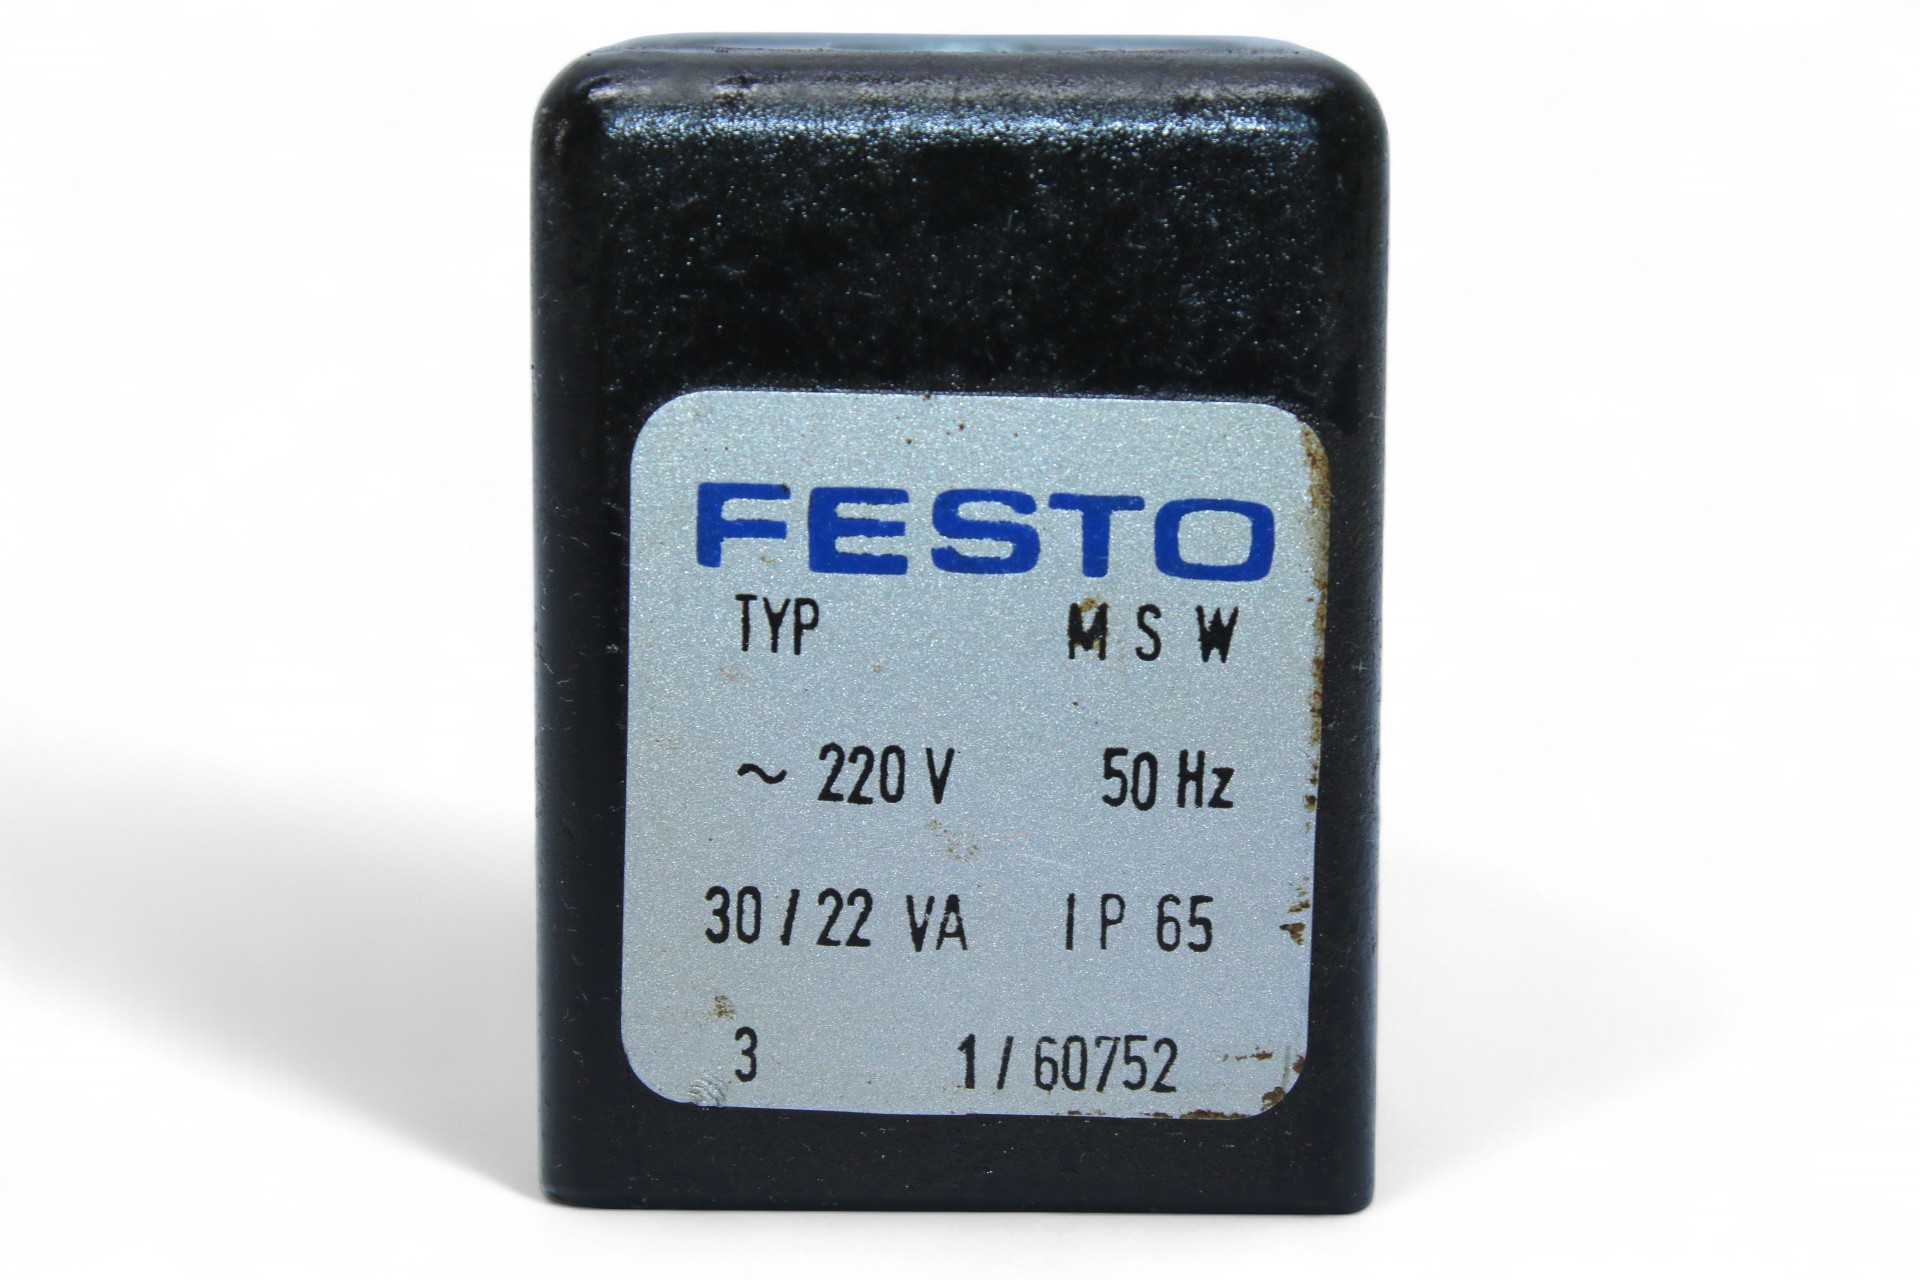 FESTO
TYP MSW
~ 220 V 50 Hz
30/22 VA IP 65
3 1/60752